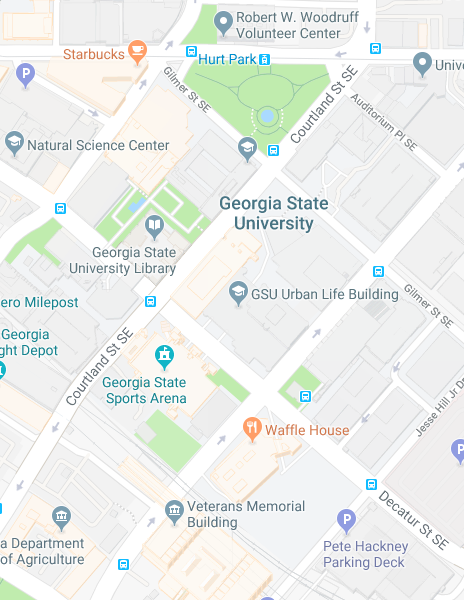 Robert W. Woodruff
Volunteer Center
Starbucks
Hurt Park
Unive
P
Gilmer St SE
Courtland St SE
Auditorium Pl SE
Natural Science Center
Georgia State
University
Georgia State
University Library
GSU Urban Life Building
ero Milepost
Gilmer St SE
Georgia
ght Depot
Courtland St SE
Georgia State
Sports Arena
Jesse Hill Jr Dr
Waffle House
P
Veterans Memorial
Building
Decatur St SE
P
a Department
of Agriculture
Pete Hackney
Parking Deck